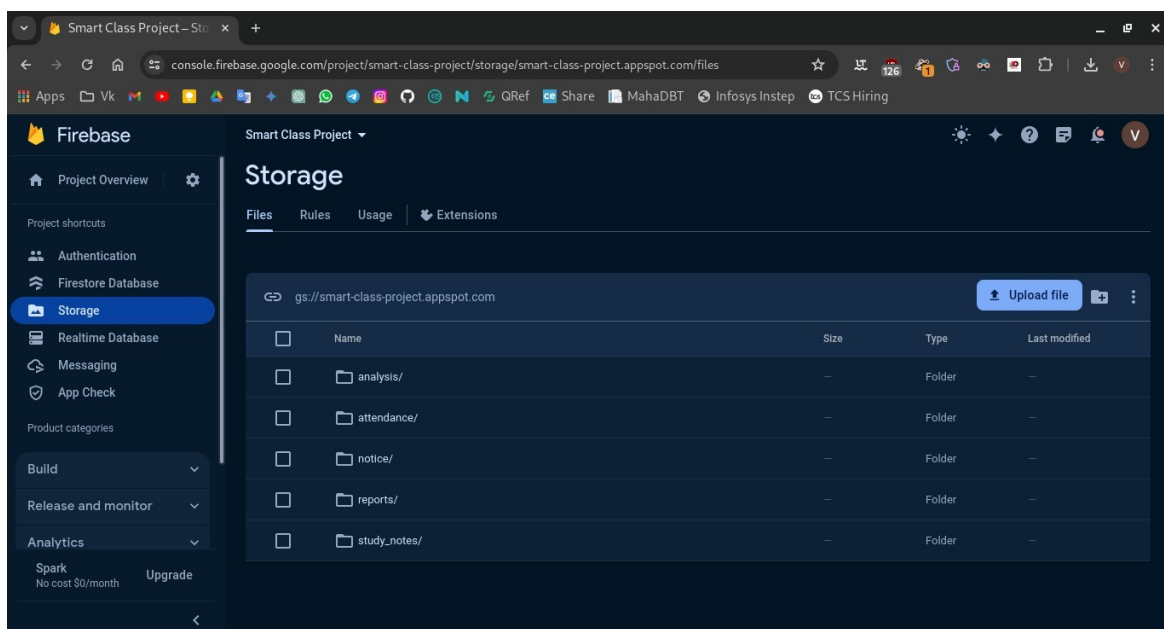 Smart Class Project – Sto
console.firebase.google.com/project/smart-class-project/storage/smart-class-project.appspot.com/files
126
1
V
Apps Vk QRef Share MahaDBT Infosys Instep TCS Hiring
Firebase
Smart Class Project
V
Project Overview
Storage
Project shortcuts
Files Rules Usage Extensions
Authentication
Firestore Database
Storage
Realtime Database
Messaging
App Check
Product categories
Build
Release and monitor
Analytics
Spark
No cost $0/month
Upgrade
gs://smart-class-project.appspot.com
Upload file
Name Size Type Last modified
analysis/ — Folder —
attendance/ — Folder —
notice/ — Folder —
reports/ — Folder —
study_notes/ — Folder —